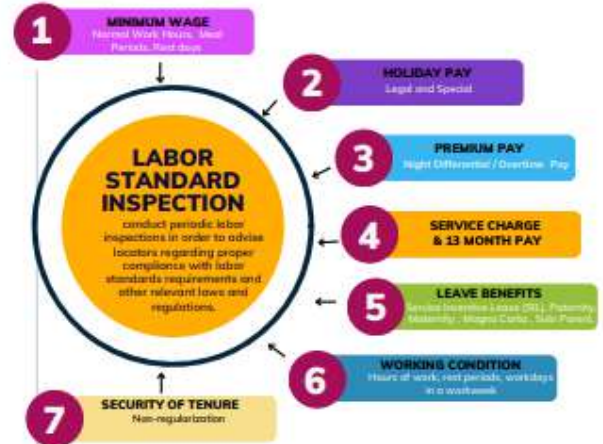 1
MINIMUM WAGE
Normal Work Hours, Meal
Periods, Rest days
2
HOLIDAY PAY
Legal and Special
3
PREMIUM PAY
Night Differential / Overtime Pay
4
SERVICE CHARGE
& 13 MONTH PAY
5
LEAVE BENEFITS
Service Incentive Leave (SIL), Paternity
Maternity, Magna Carta, Solo Parent
6
WORKING CONDITION
Hours of work, rest periods, workdays
in a workweek
7
SECURITY OF TENURE
Non-regularization
LABOR
STANDARD
INSPECTION
conduct periodic labor
inspections in order to advise
locators regarding proper
compliance with labor
standards requirements and
other relevant laws and
regulations.